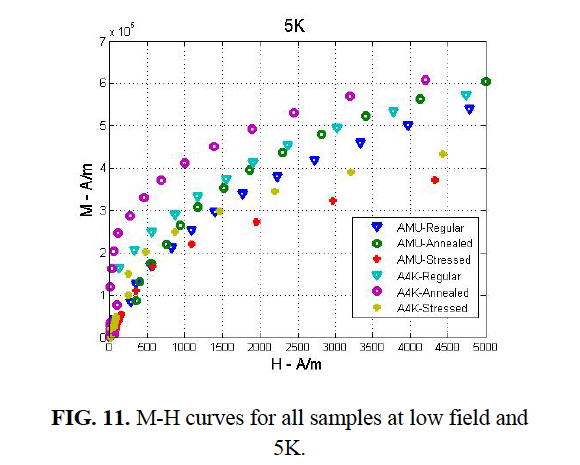 5K
× 10⁵
7
6
5
4
3
2
1
0
M - A/m
0 500 1000 1500 2000 2500 3000 3500 4000 4500 5000
H - A/m
AMU-Regular
AMU-Annealed
AMU-Stressed
A4K-Regular
A4K-Annealed
A4K-Stressed
FIG. 11. M-H curves for all samples at low field and
5K.